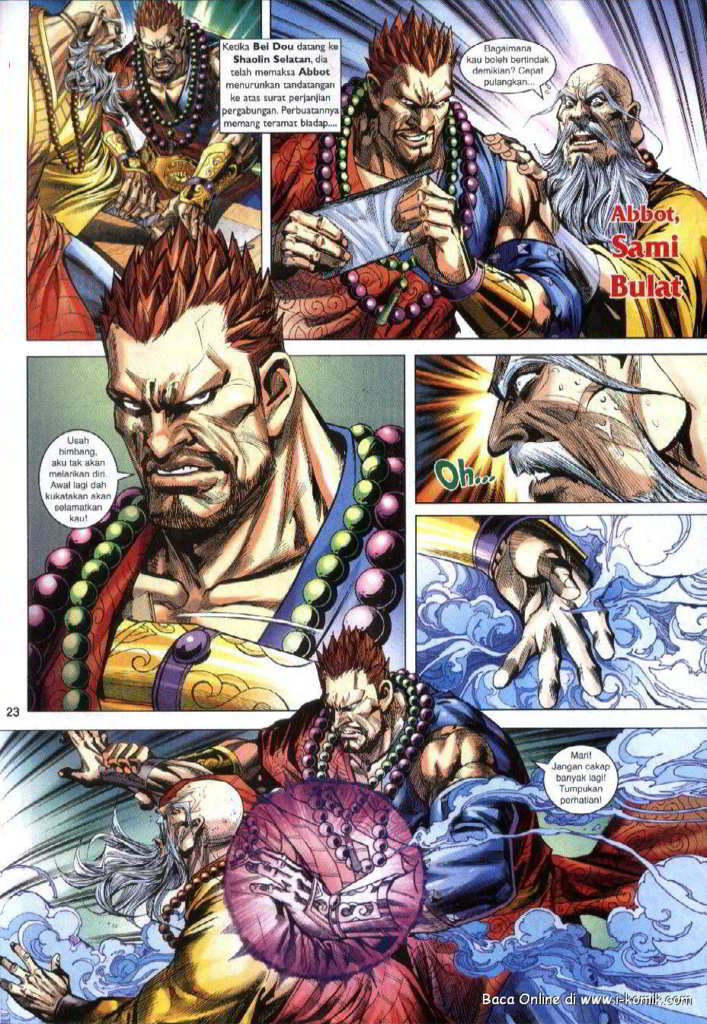 Ketika Bei Dou datang ke
Shaolin Selatan, dia
telah memaksa Abbot
menurunkan tandatangan
ke atas surat perjanjian
pergabungan. Perbuatannya
memang teramat biadap....
Bagaimana
kau boleh bertindak
demikian? Cepat
pulangkan...
Abbot,
Sami
Bulat
Usah
bimbang,
aku tak akan
melarikan diri.
Awal lagi dah
kukatakan akan
selamatkan
kau!
Oh...
23
Mari!
Jangan cakap
banyak lagi!
Tumpukan
perhatian!
Baca Online di www.i-komik.com